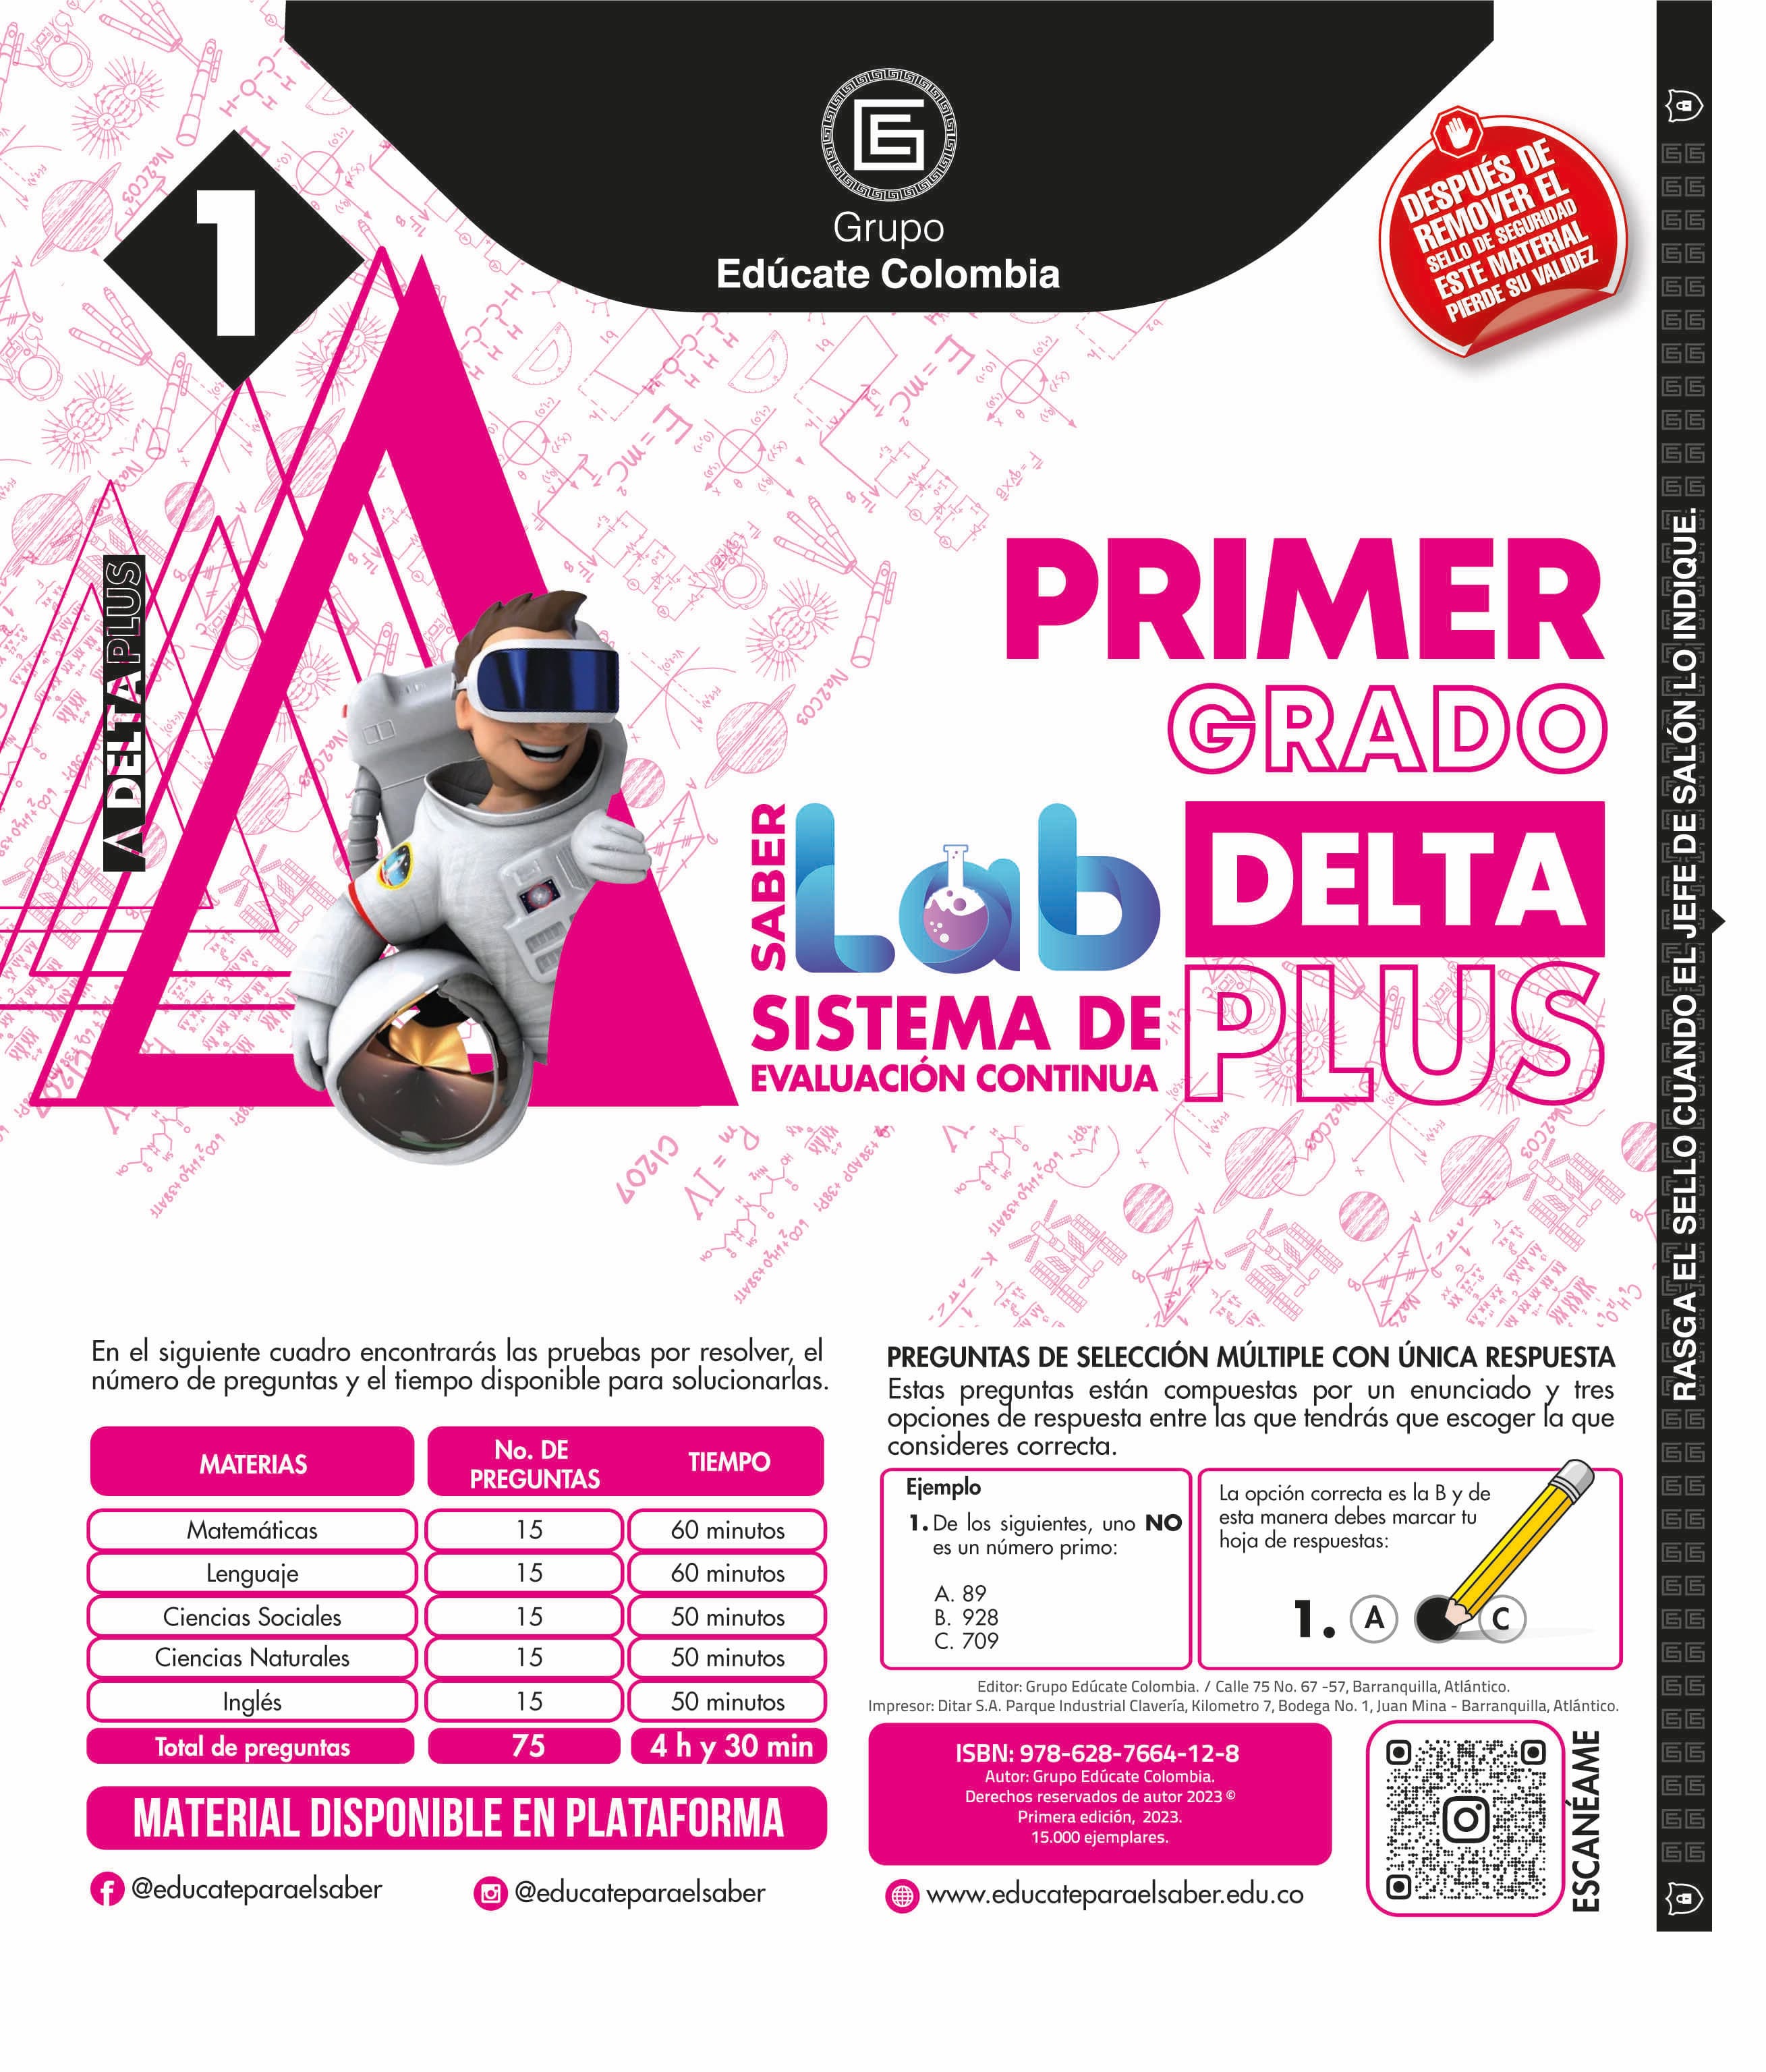 Grupo
Edúcate Colombia
1
DESPUÉS DE
REMOVER EL
SELLO DE SEGURIDAD
ESTE MATERIAL
PIERDE SU VALIDEZ
DELTA PLUS
PRIMER
GRADO
DELTA
PLUS
SABER
Lab
SISTEMA DE
EVALUACIÓN CONTINUA
RASGA EL SELLO CUANDO EL JEFE DE SALÓN LO INDIQUE.
En el siguiente cuadro encontrarás las pruebas por resolver, el
número de preguntas y el tiempo disponible para solucionarlas.
MATERIAS No. DE PREGUNTAS TIEMPO
Matemáticas 15 60 minutos
Lenguaje 15 60 minutos
Ciencias Sociales 15 50 minutos
Ciencias Naturales 15 50 minutos
Inglés 15 50 minutos
Total de preguntas 75 4 h y 30 min
MATERIAL DISPONIBLE EN PLATAFORMA
@educateparaelsaber
@educateparaelsaber
PREGUNTAS DE SELECCIÓN MÚLTIPLE CON ÚNICA RESPUESTA
Estas preguntas están compuestas por un enunciado y tres
opciones de respuesta entre las que tendrás que escoger la que
consideres correcta.
Ejemplo
1. De los siguientes, uno NO
es un número primo:
A. 89
B. 928
C. 709
La opción correcta es la B y de
esta manera debes marcar tu
hoja de respuestas:
1. A C
Editor: Grupo Edúcate Colombia. / Calle 75 No. 67 -57, Barranquilla, Atlántico.
Impresor: Ditar S.A. Parque Industrial Clavería, Kilometro 7, Bodega No. 1, Juan Mina - Barranquilla, Atlántico.
ISBN: 978-628-7664-12-8
Autor: Grupo Edúcate Colombia.
Derechos reservados de autor 2023 ©
Primera edición, 2023.
15.000 ejemplares.
www.educateparaelsaber.edu.co
ESCANÉAME